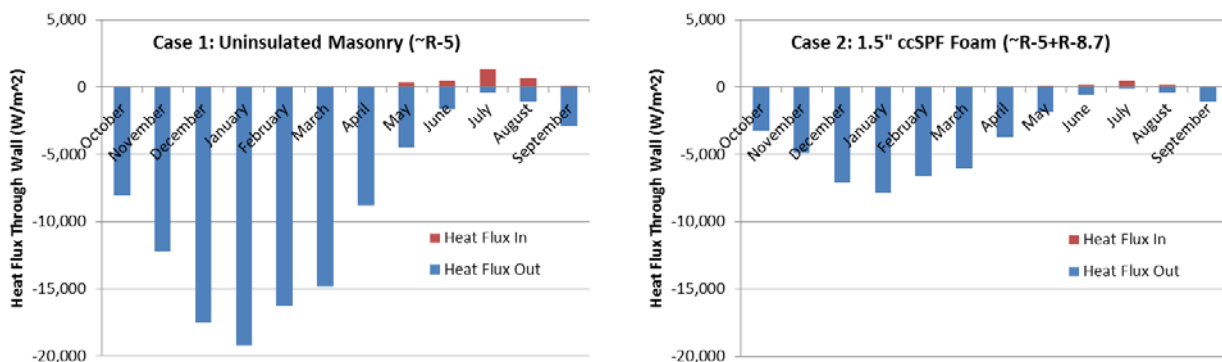 Case 1: Uninsulated Masonry (~R-5)
Heat Flux Through Wall (W/m^2)
5,000
0
-5,000
-10,000
-15,000
-20,000
October
November
December
January
February
March
April
May
June
July
August
September
Heat Flux In
Heat Flux Out
Case 2: 1.5" ccSPF Foam (~R-5+R-8.7)
Heat Flux Through Wall (W/m^2)
5,000
0
-5,000
-10,000
-15,000
-20,000
October
November
December
January
February
March
April
May
June
July
August
September
Heat Flux In
Heat Flux Out